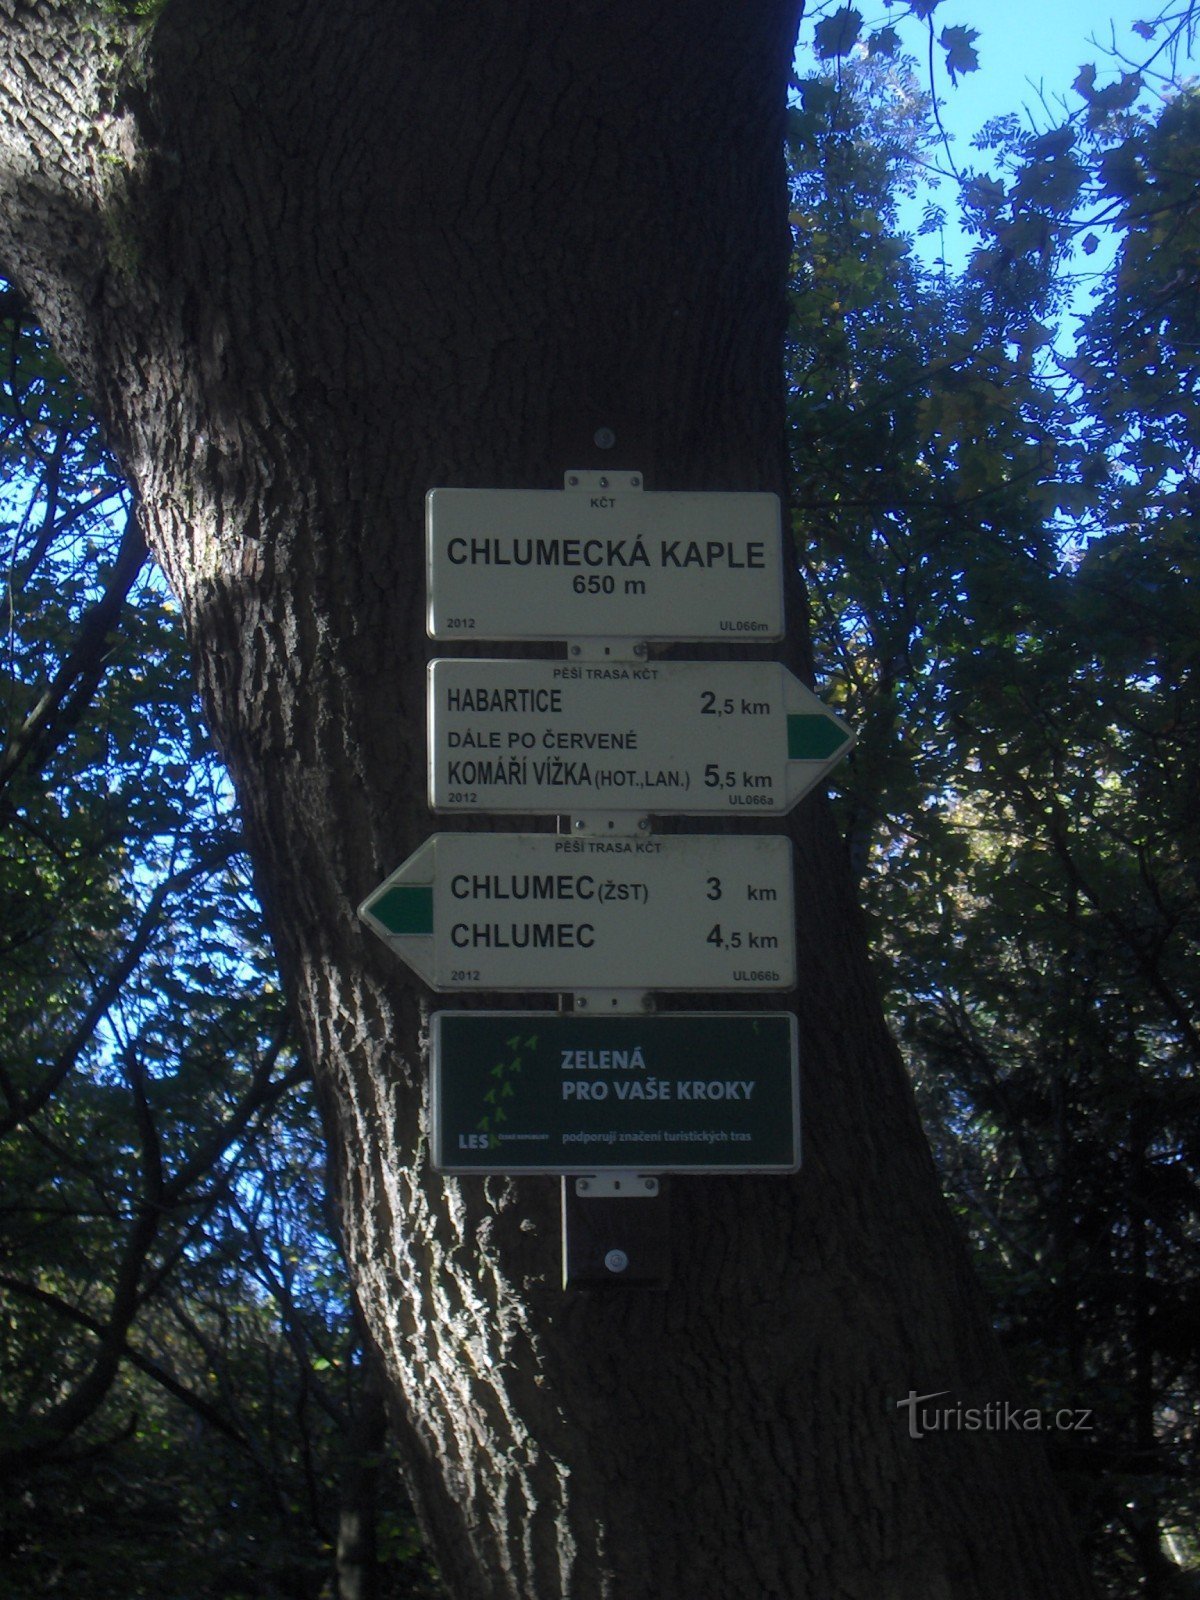 KČT
CHLUMECKÁ KAPLE
650 m
2012 UL066m
PĚŠÍ TRASA KČT
HABARTICE 2,5 km
DÁLE PO ČERVENÉ
KOMÁŘÍ VÍŽKA (HOT.,LAN.) 5,5 km
2012 UL066a
PĚŠÍ TRASA KČT
CHLUMEC (ŽST) 3 km
CHLUMEC 4,5 km
2012 UL066b
ZELENÁ
PRO VAŠE KROKY
LES ČESKÉ REPUBLIKY podporují značení turistických tras
Turistika.cz